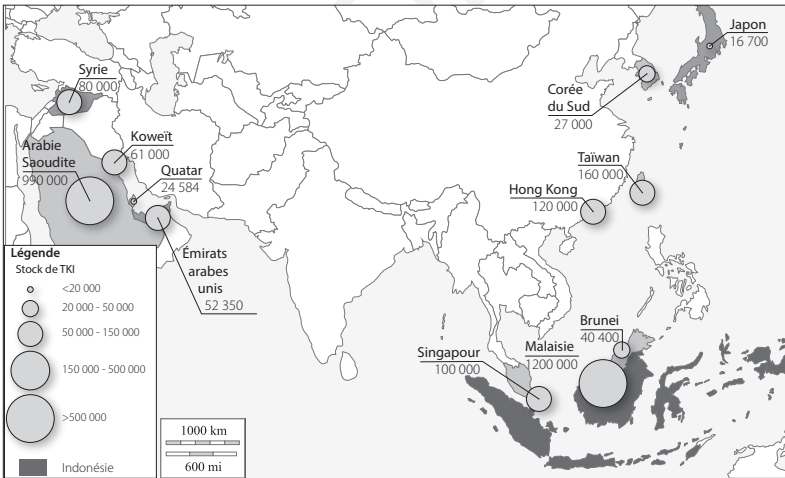 Japon
16 700
Syrie
80 000
Corée
du Sud
27 000
Koweït
61 000
Arabie
Saoudite
990 000
Quatar
24 584
Taïwan
160 000
Hong Kong
120 000
Émirats
arabes
unis
52 350
Brunei
40 400
Malaisie
1200 000
Singapour
100 000
Légende
Stock de TKI
<20 000
20 000 - 50 000
50 000 - 150 000
150 000 - 500 000
>500 000
Indonésie
1000 km
600 mi